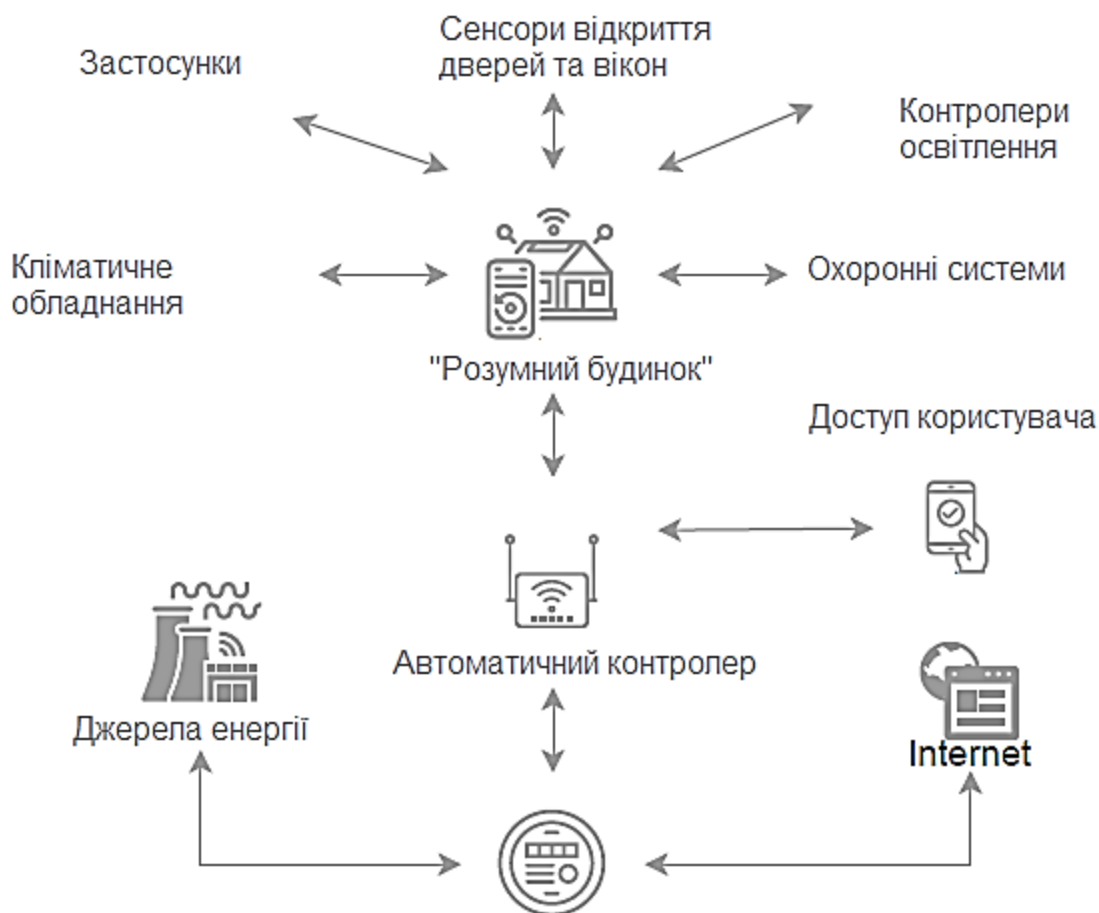 Застосунки
Сенсори відкриття
дверей та вікон
Контролери
освітлення
Кліматичне
обладнання
Охоронні системи
"Розумний будинок"
Доступ користувача
Автоматичний контролер
Джерела енергії
Internet